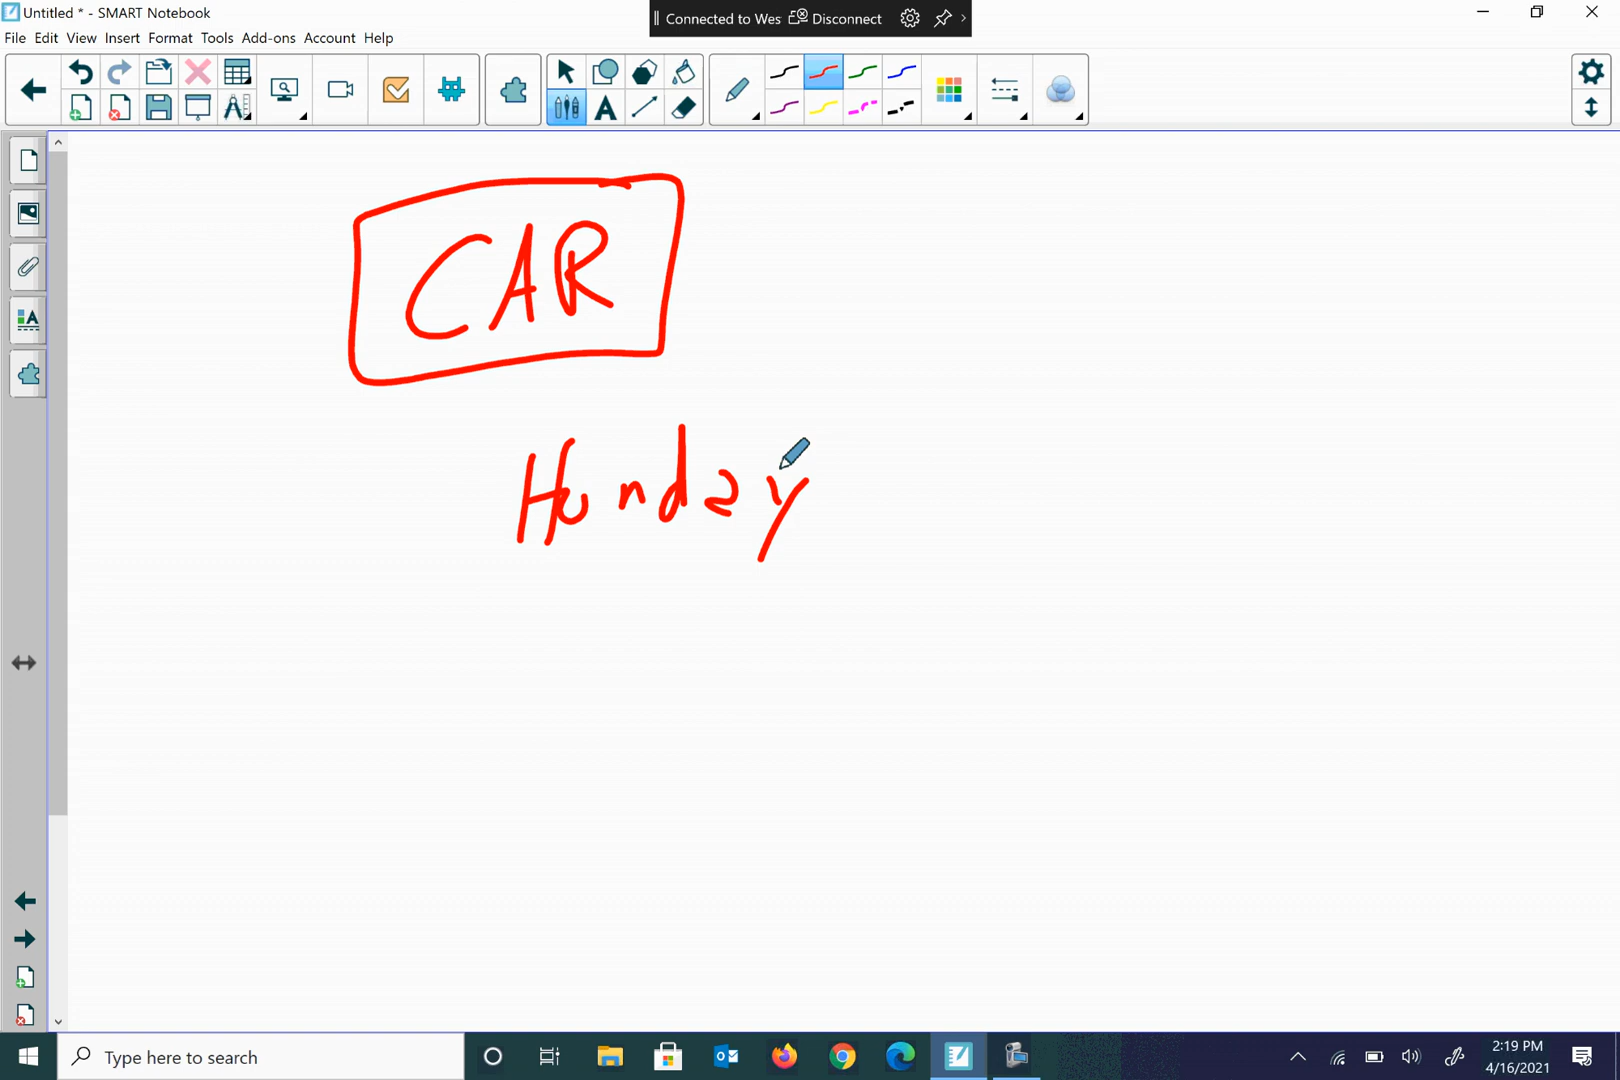 Untitled * - SMART Notebook
Connected to Wes Disconnect
File Edit View Insert Format Tools Add-ons Account Help
CAR
Hunday
Type here to search
2:19 PM
4/16/2021